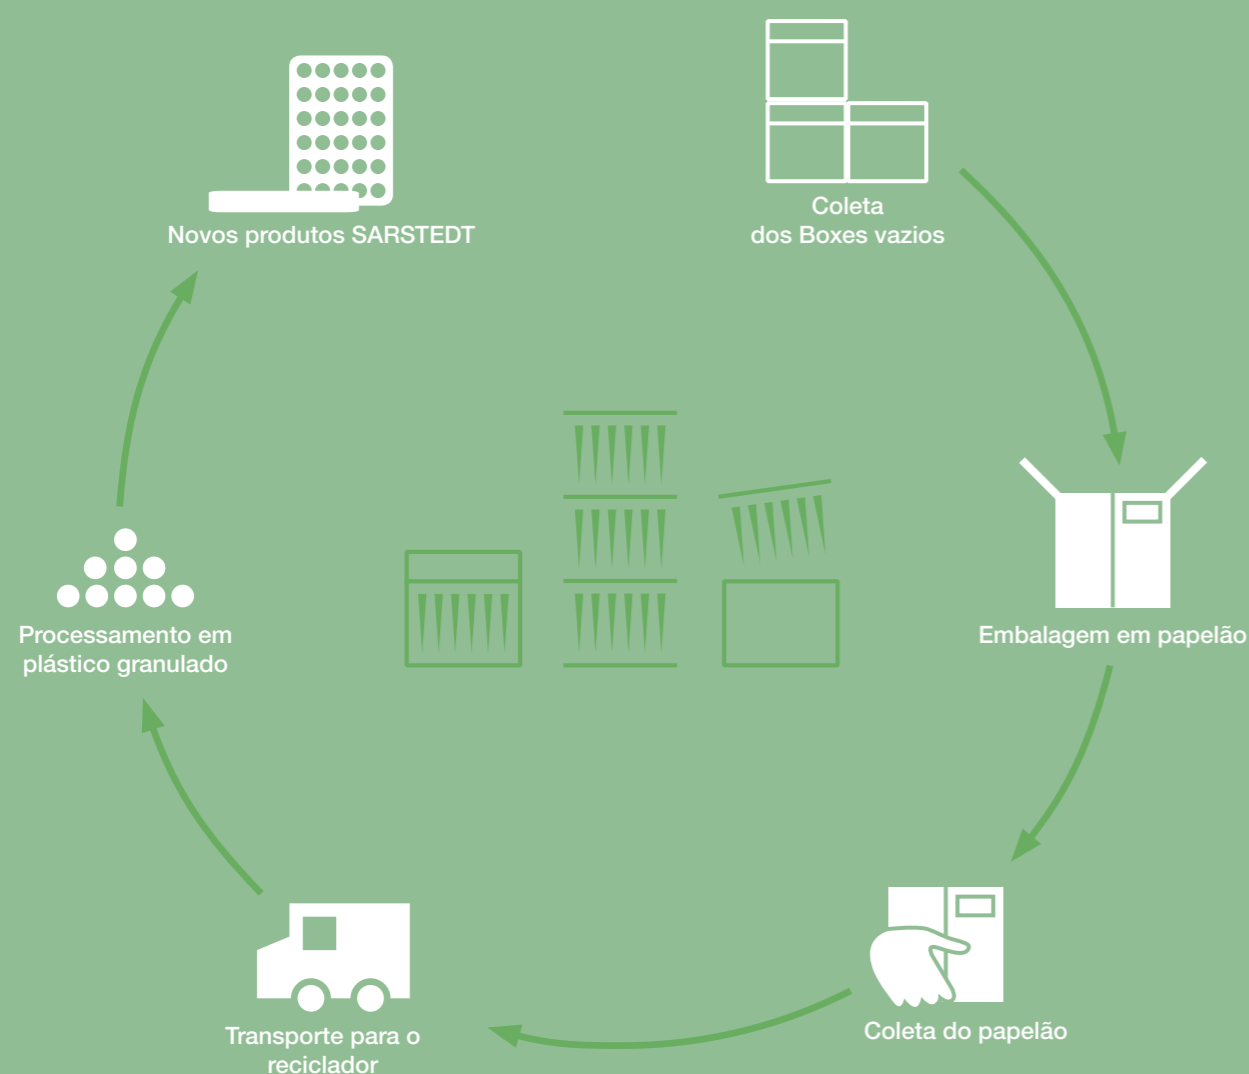 Novos produtos SARSTEDT
Coleta
dos Boxes vazios
Processamento em
plástico granulado
Embalagem em papelão
Transporte para o
reciclador
Coleta do papelão